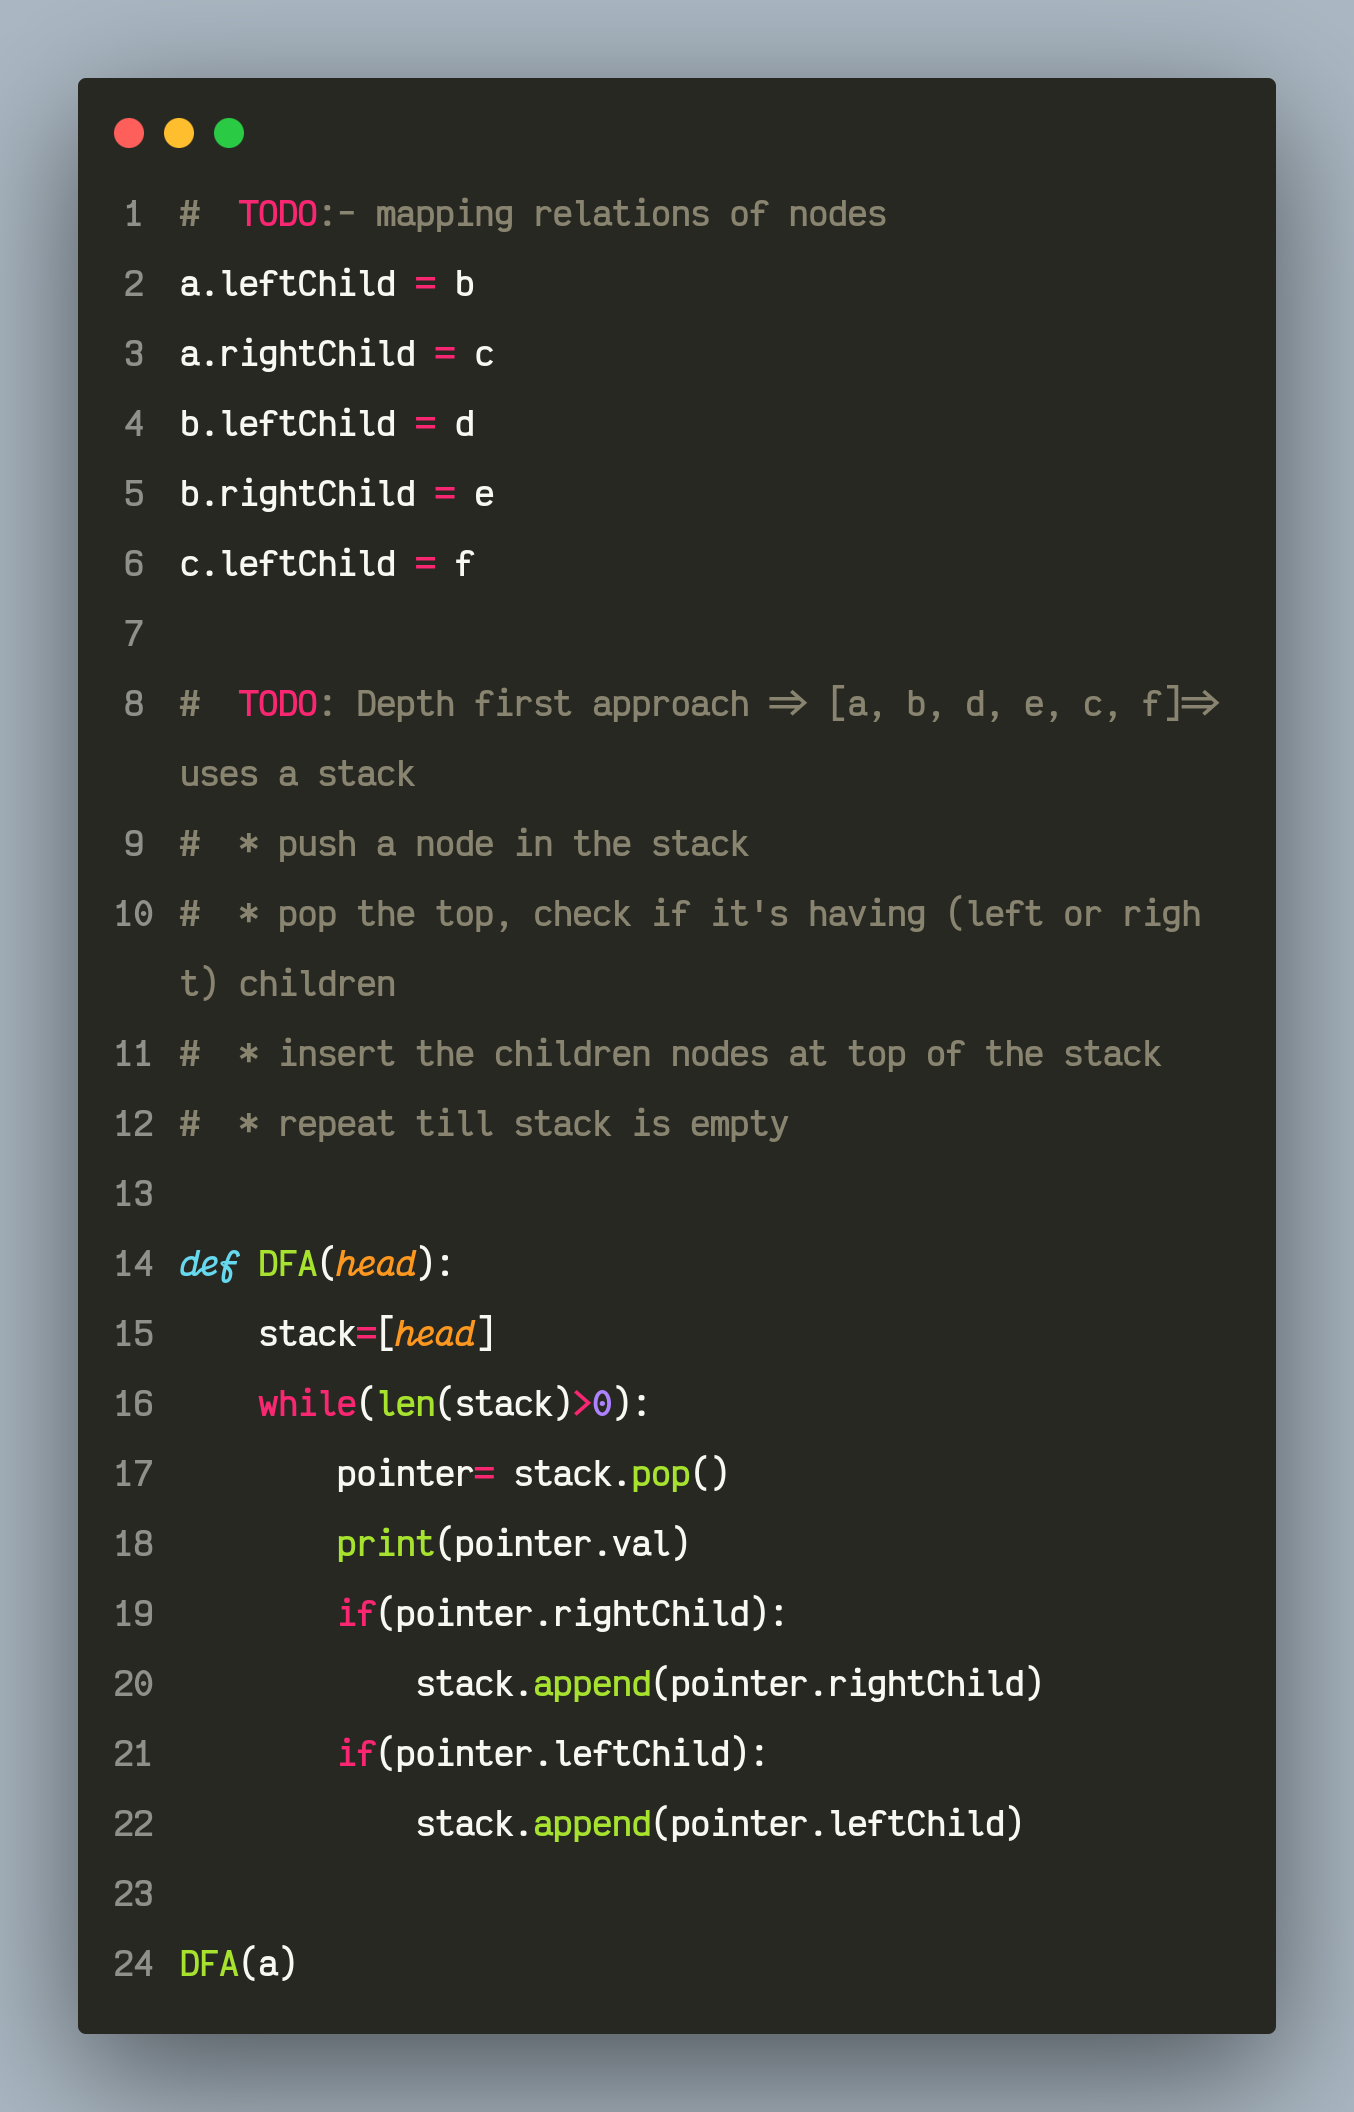 1 #  TODO:- mapping relations of nodes
2 a.leftChild = b
3 a.rightChild = c
4 b.leftChild = d
5 b.rightChild = e
6 c.leftChild = f
7
8 #  TODO: Depth first approach => [a, b, d, e, c, f]=>
uses a stack
9 #  * push a node in the stack
10 #  * pop the top, check if it's having (left or righ
t) children
11 #  * insert the children nodes at top of the stack
12 #  * repeat till stack is empty
13
14 def DFA(head):
15     stack=[head]
16     while(len(stack)>0):
17         pointer= stack.pop()
18         print(pointer.val)
19         if(pointer.rightChild):
20             stack.append(pointer.rightChild)
21         if(pointer.leftChild):
22             stack.append(pointer.leftChild)
23
24 DFA(a)